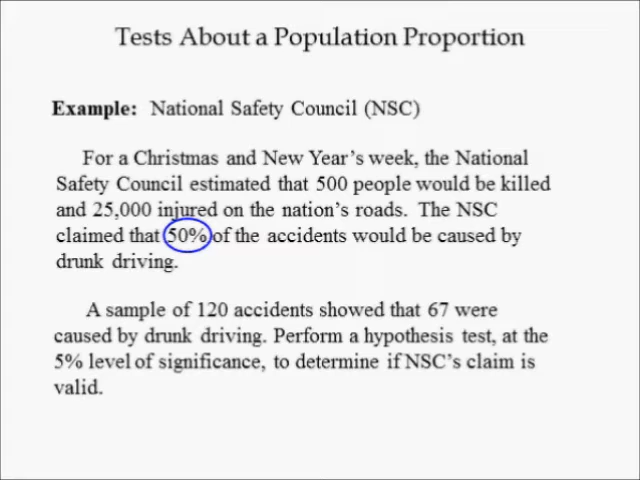 Tests About a Population Proportion
Example: National Safety Council (NSC)
For a Christmas and New Year's week, the National
Safety Council estimated that 500 people would be killed
and 25,000 injured on the nation's roads. The NSC
claimed that 50% of the accidents would be caused by
drunk driving.
A sample of 120 accidents showed that 67 were
caused by drunk driving. Perform a hypothesis test, at the
5% level of significance, to determine if NSC's claim is
valid.